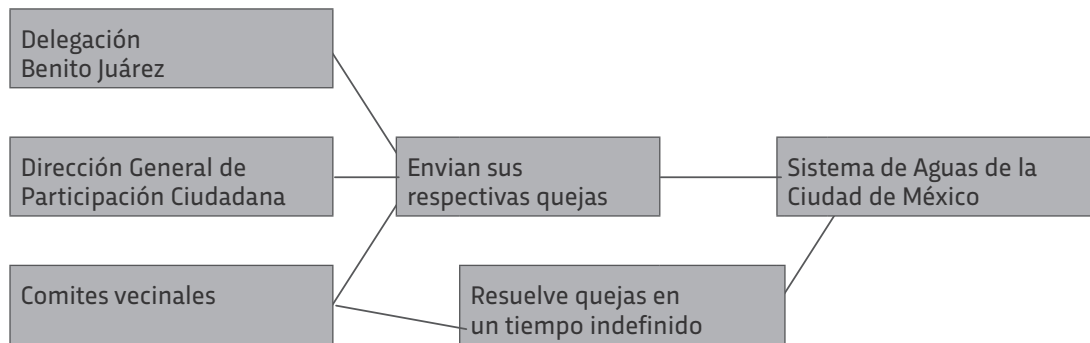 Delegación
Benito Juárez
Dirección General de
Participación Ciudadana
Envian sus
respectivas quejas
Sistema de Aguas de la
Ciudad de México
Comites vecinales
Resuelve quejas en
un tiempo indefinido